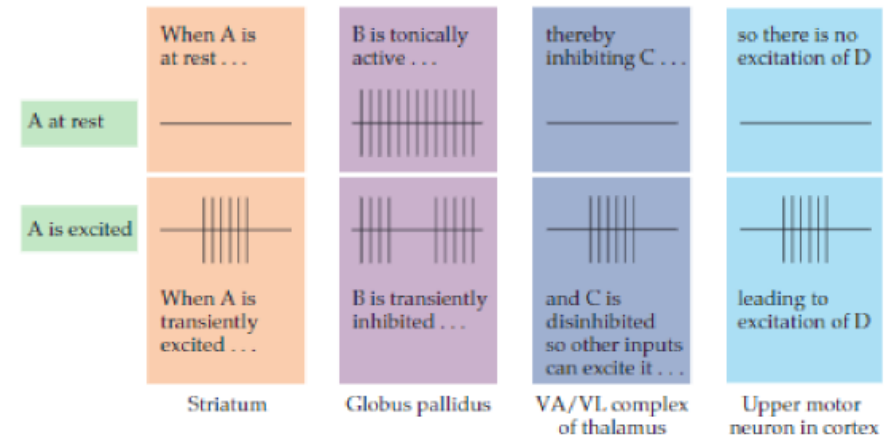 When A is
at rest . . .
B is tonically
active . . .
thereby
inhibiting C . . .
so there is no
excitation of D
A at rest
A is excited
When A is
transiently
excited . . .
B is transiently
inhibited . . .
and C is
disinhibited
so other inputs
can excite it . . .
leading to
excitation of D
Striatum
Globus pallidus
VA/VL complex
of thalamus
Upper motor
neuron in cortex